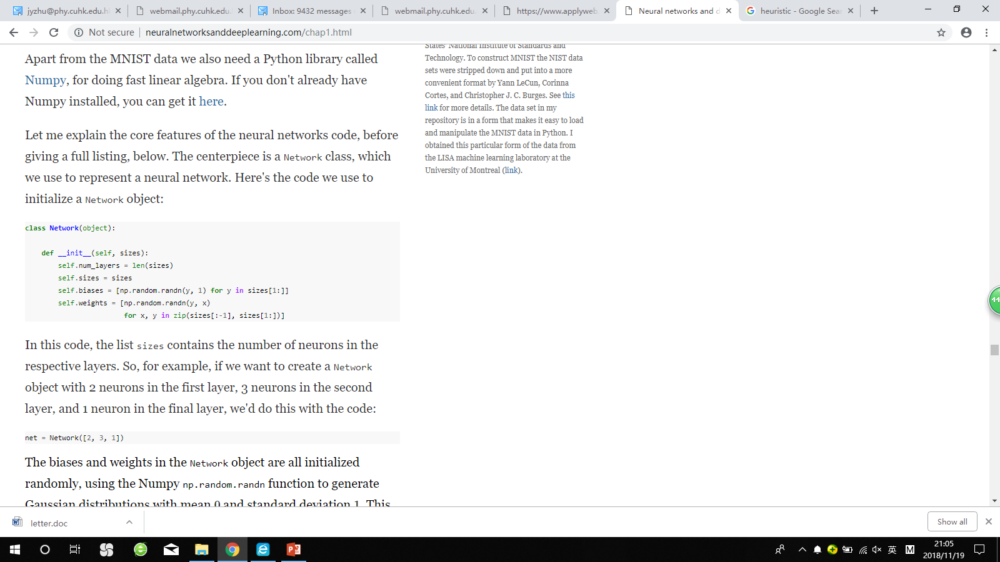 jyzhu@phy.cuhk.edu.h
webmail.phy.cuhk.edu.
Inbox: 9432 messages
webmail.phy.cuhk.edu.
https://www.applyweb
Neural networks and d
heuristic - Google Sear
Not secure
neuralnetworksanddeeplearning.com/chap1.html
Apart from the MNIST data we also need a Python library called
Numpy, for doing fast linear algebra. If you don't already have
Numpy installed, you can get it here.
Let me explain the core features of the neural networks code, before
giving a full listing, below. The centerpiece is a Network class, which
we use to represent a neural network. Here's the code we use to
initialize a Network object:
class Network(object):
def __init__(self, sizes):
self.num_layers = len(sizes)
self.sizes = sizes
self.biases = [np.random.randn(y, 1) for y in sizes[1:]]
self.weights = [np.random.randn(y, x)
for x, y in zip(sizes[:-1], sizes[1:])]
In this code, the list sizes contains the number of neurons in the
respective layers. So, for example, if we want to create a Network
object with 2 neurons in the first layer, 3 neurons in the second
layer, and 1 neuron in the final layer, we'd do this with the code:
net = Network([2, 3, 1])
The biases and weights in the Network object are all initialized
randomly, using the Numpy np.random.randn function to generate
Gaussian distributions with mean 0 and standard deviation 1. This
States' National Institute of Standards and
Technology. To construct MNIST the NIST data
sets were stripped down and put into a more
convenient format by Yann LeCun, Corinna
Cortes, and Christopher J. C. Burges. See this
link for more details. The data set in my
repository is in a form that makes it easy to load
and manipulate the MNIST data in Python. I
obtained this particular form of the data from
the LISA machine learning laboratory at the
University of Montreal (link).
44
letter.doc
Show all
英
M
21:05
2018/11/19